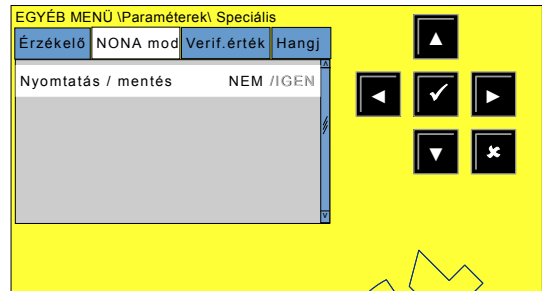 EGYÉB MENÜ \Paraméterek\ Speciális
Érzékelő NONA mod Verif.érték Hangj
Nyomtatás / mentés NEM /IGEN